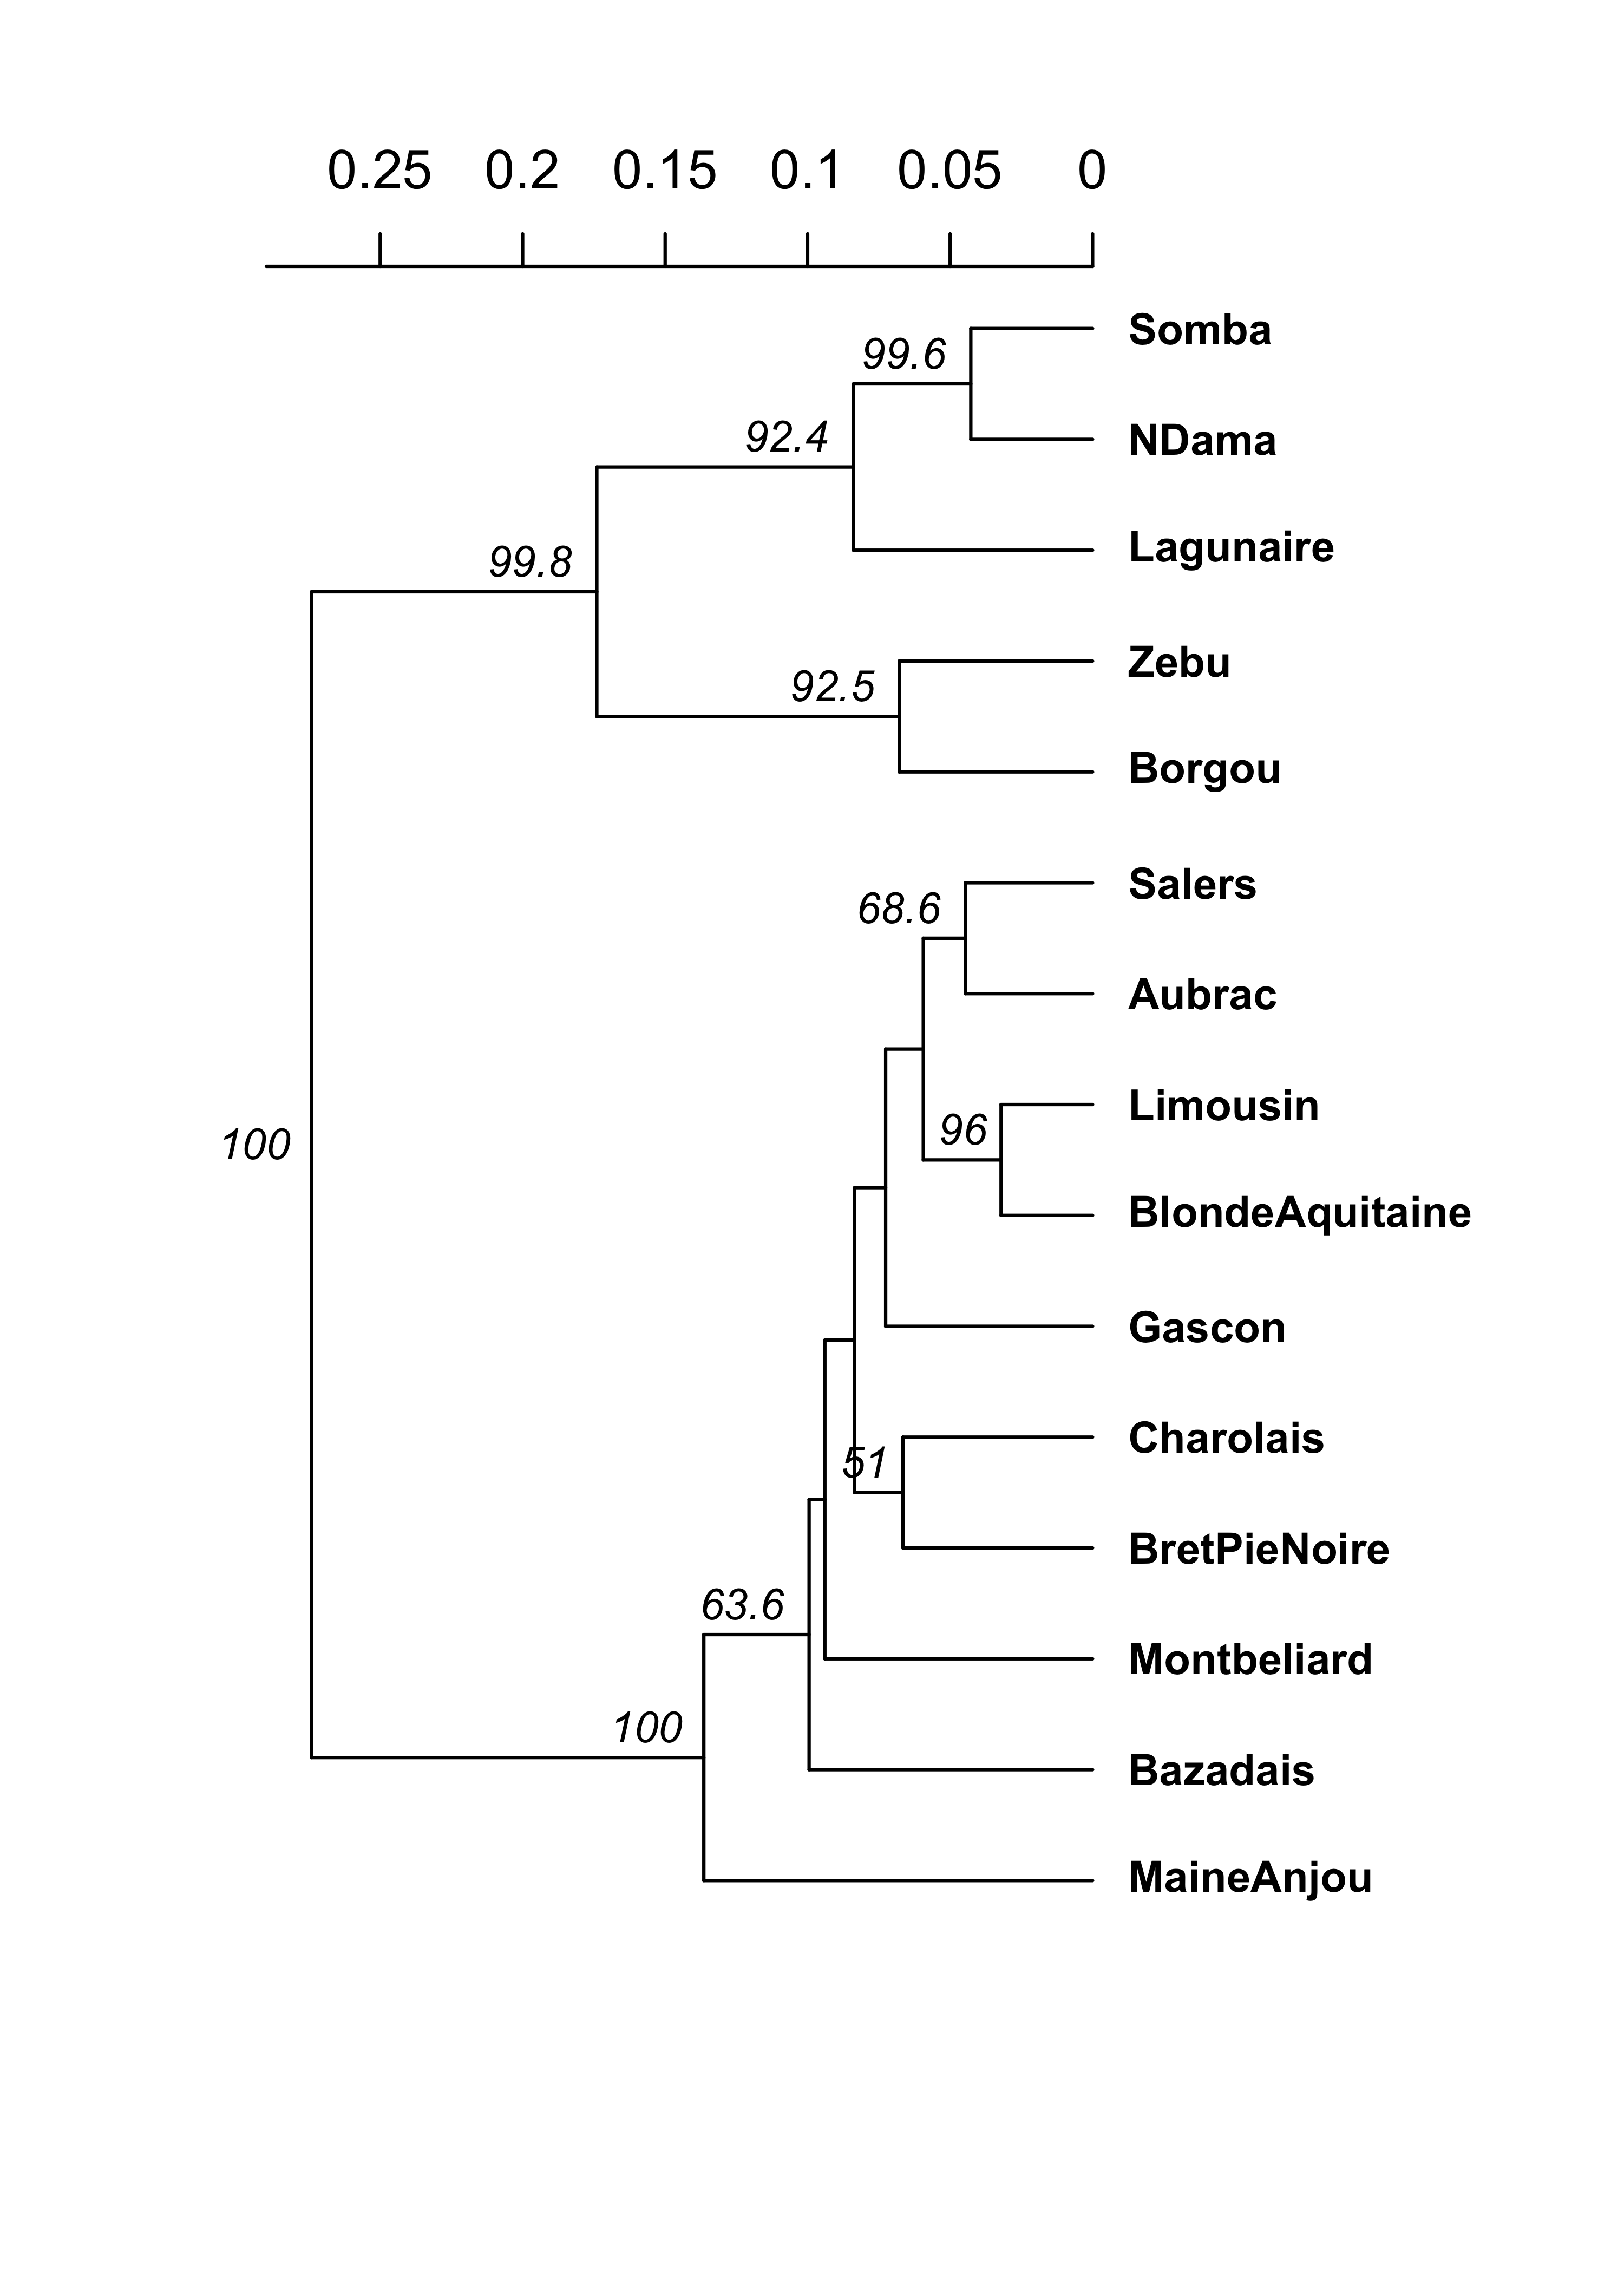 0.25 0.2 0.15 0.1 0.05 0
Somba
99.6
NDama
92.4
Lagunaire
99.8
Zebu
92.5
Borgou
Salers
68.6
Aubrac
Limousin
96
100
BlondeAquitaine
Gascon
Charolais
51
BretPieNoire
63.6
Montbeliard
100
Bazadais
MaineAnjou